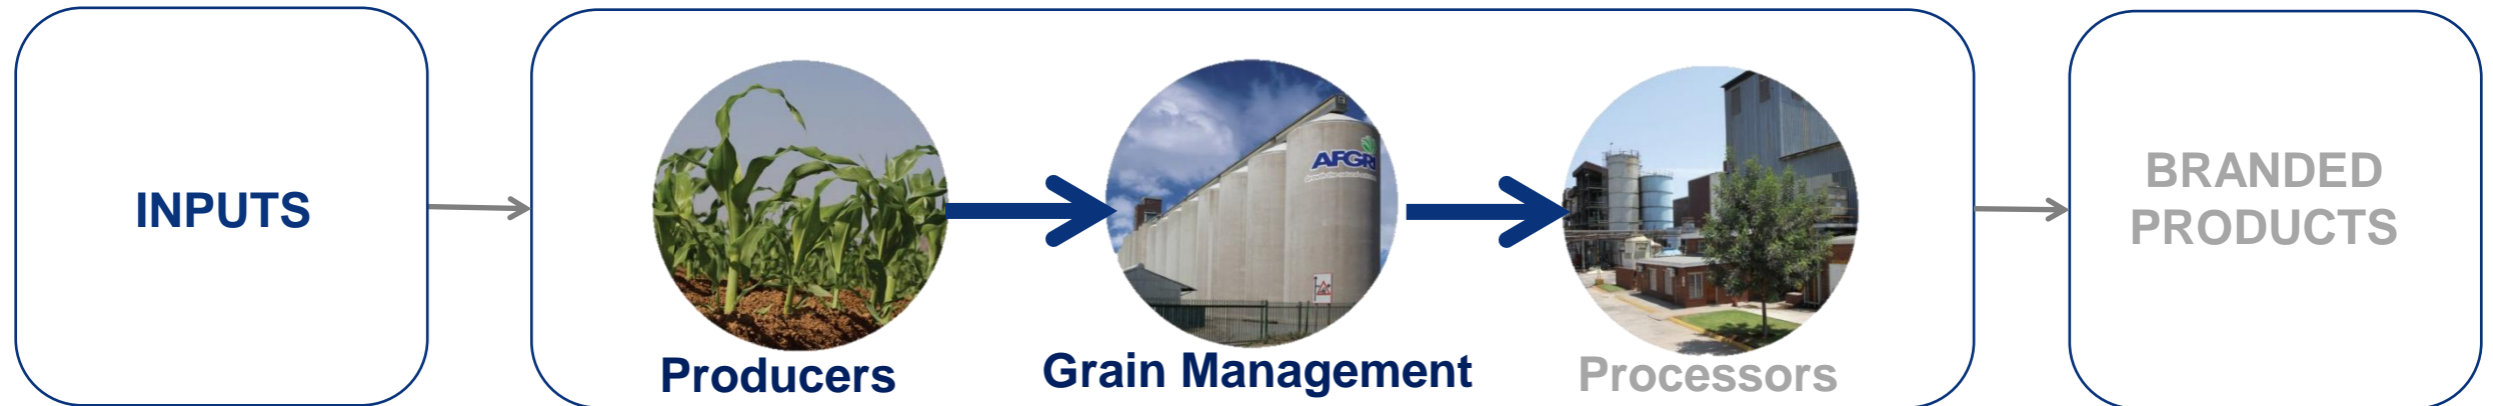 INPUTS
AFGRI
BRANDED
PRODUCTS
Producers
Grain Management
Processors